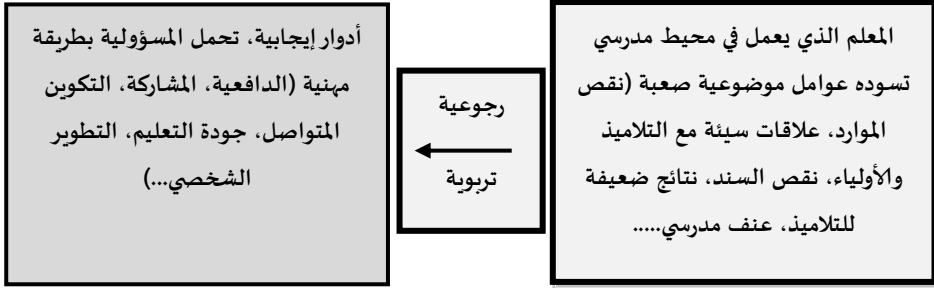 المعلم الذي يعمل في محيط مدرسي
تسوده عوامل موضوعية صعبة (نقص
الموارد، علاقات سيئة مع التلاميذ
والأولياء، نقص السند، نتائج ضعيفة
للتلاميذ، عنف مدرسي.....
رجوعية
تربوية
أدوار إيجابية، تحمل المسؤولية بطريقة
مهنية (الدافعية، المشاركة، التكوين
المتواصل، جودة التعليم، التطوير
الشخصي...)